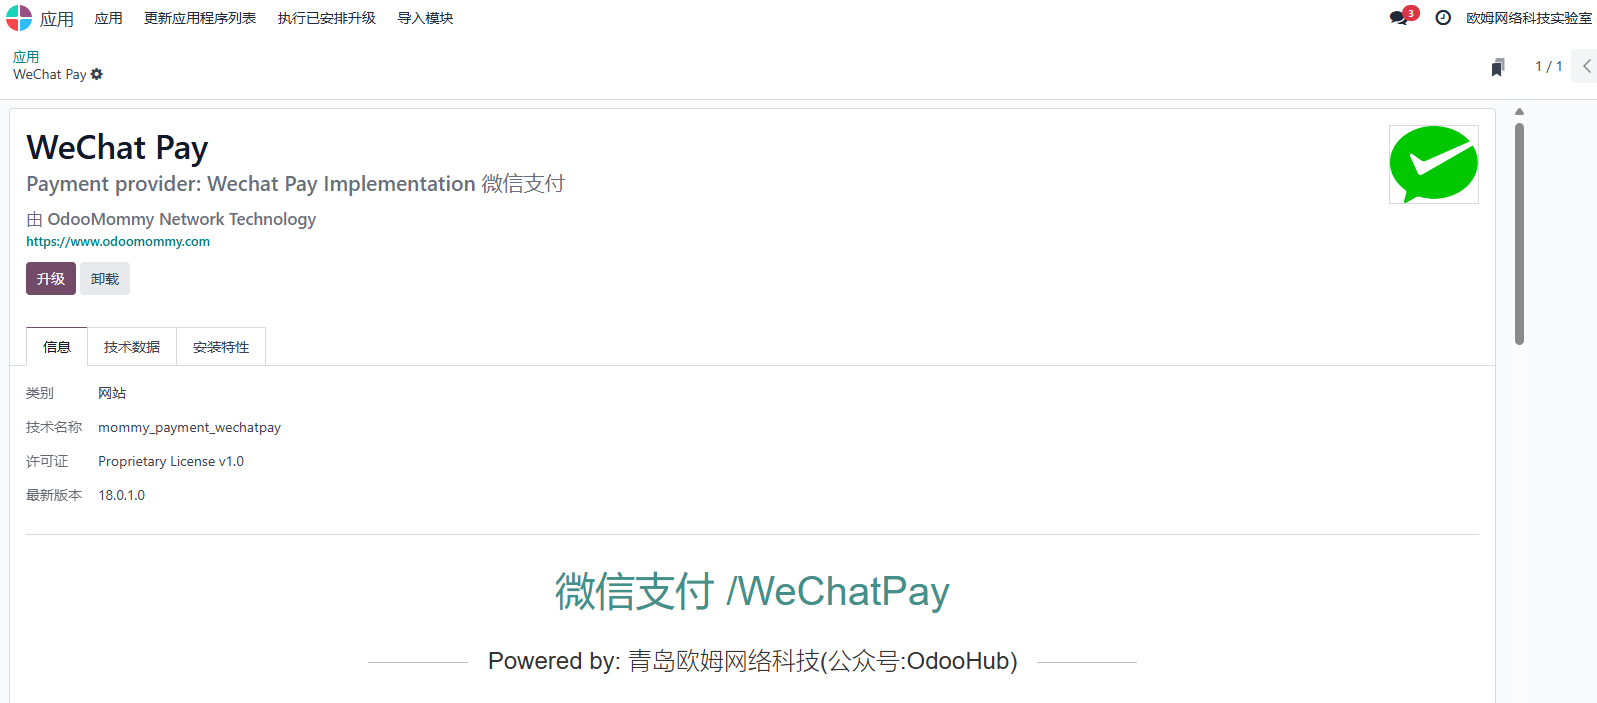 应用 应用 更新应用程序列表 执行已安排升级 导入模块 3 欧姆网络科技实验室
应用
WeChat Pay
1 / 1
WeChat Pay
Payment provider: Wechat Pay Implementation 微信支付
由 OdooMommy Network Technology
https://www.odoomommy.com
升级 卸载
信息 技术数据 安装特性
类别 网站
技术名称 mommy_payment_wechatpay
许可证 Proprietary License v1.0
最新版本 18.0.1.0
微信支付 /WeChatPay
Powered by: 青岛欧姆网络科技(公众号:OdooHub)